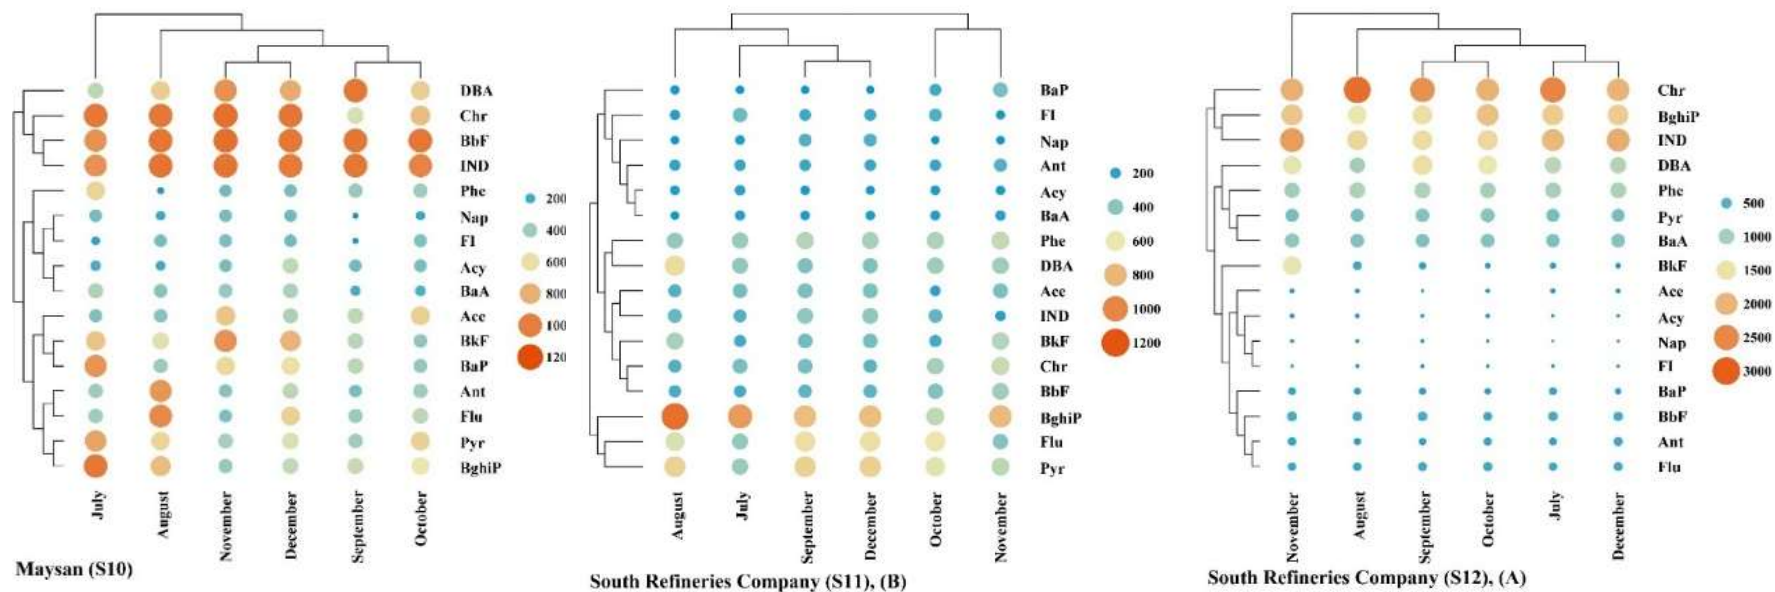 DBA
Chr
BbF
IND
Phe
Nap
FI
Acy
BaA
Ace
BkF
BaP
Ant
Flu
Pyr
BghiP
200
400
600
800
100
120
July
August
November
December
September
October
Maysan (S10)
BaP
FI
Nap
Ant
Acy
BaA
Phe
DBA
Ace
IND
BkF
Chr
BbF
BghiP
Flu
Pyr
200
400
600
800
1000
1200
August
July
September
December
October
November
South Refineries Company (S11), (B)
Chr
BghiP
IND
DBA
Phe
Pyr
BaA
BkF
Ace
Acy
Nap
FI
BaP
BbF
Ant
Flu
500
1000
1500
2000
2500
3000
November
August
September
October
July
December
South Refineries Company (S12), (A)